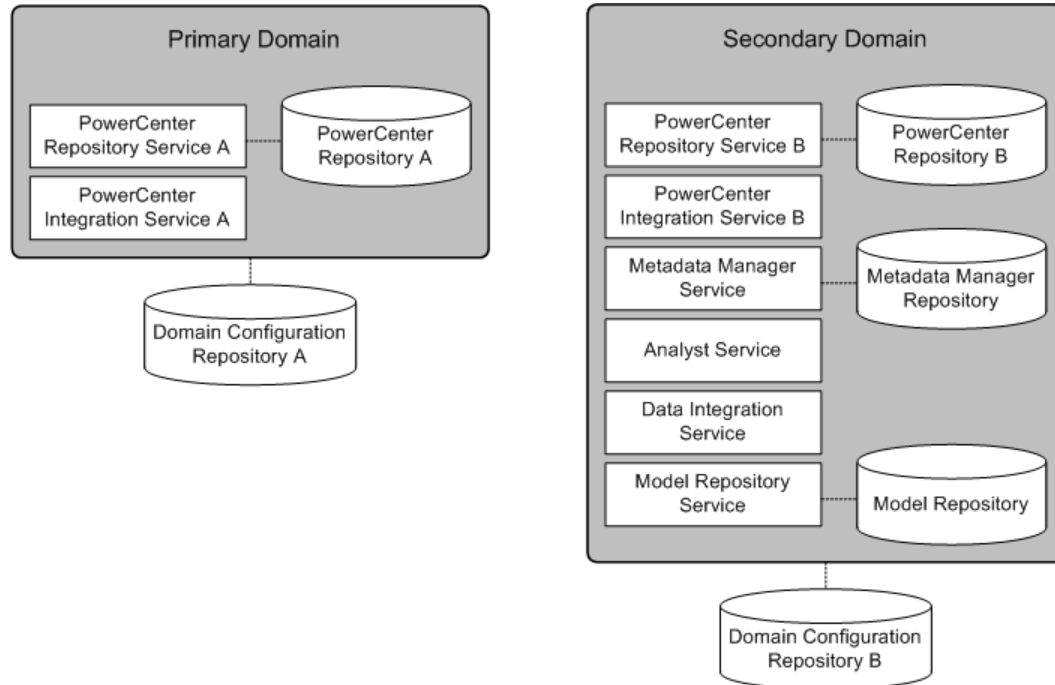 Primary Domain
PowerCenter
Repository Service A
PowerCenter
Repository A
PowerCenter
Integration Service A
Domain Configuration
Repository A
Secondary Domain
PowerCenter
Repository Service B
PowerCenter
Repository B
PowerCenter
Integration Service B
Metadata Manager
Service
Metadata Manager
Repository
Analyst Service
Data Integration
Service
Model Repository
Service
Model Repository
Domain Configuration
Repository B